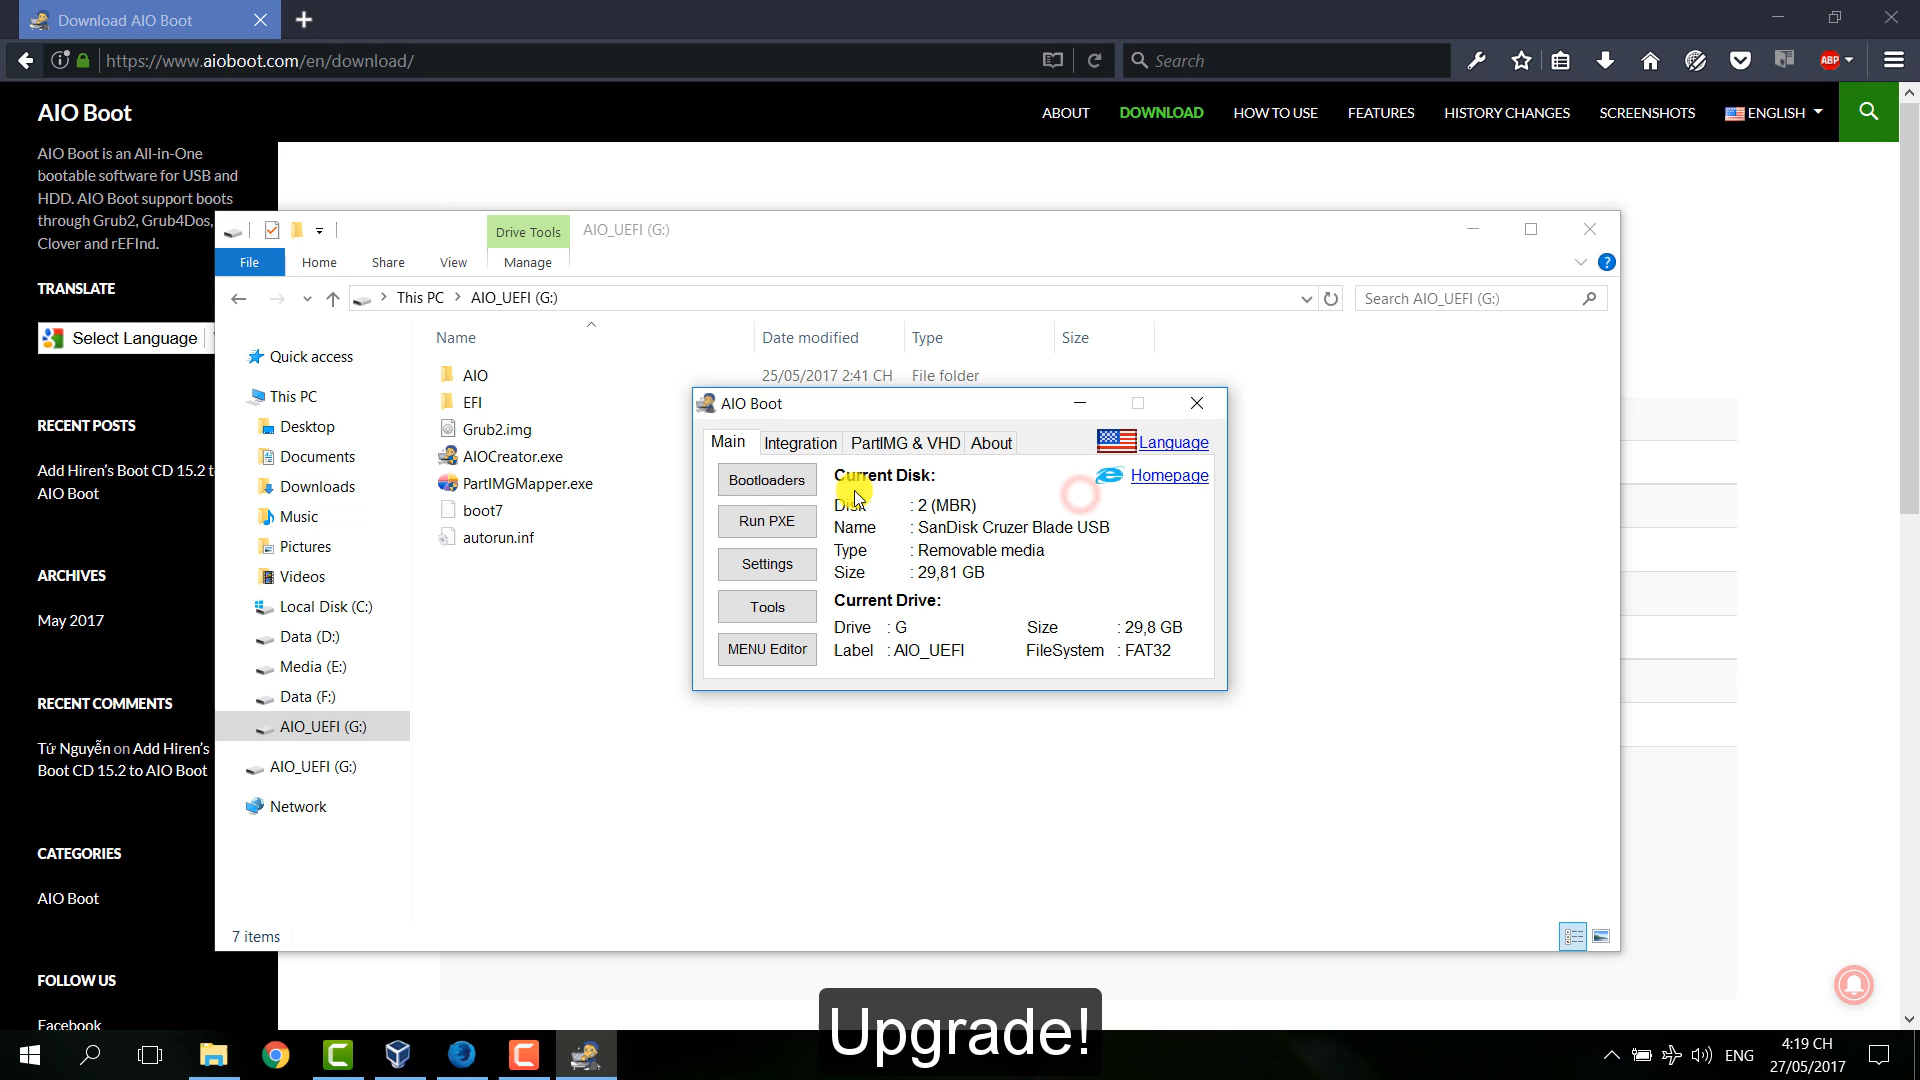 Download AIO Boot
https://www.aioboot.com/en/download/
Search
ABP
AIO Boot
ABOUT
DOWNLOAD
HOW TO USE
FEATURES
HISTORY CHANGES
SCREENSHOTS
ENGLISH
AIO Boot is an All-in-One
bootable software for USB and
HDD. AIO Boot support boots
through Grub2, Grub4Dos,
Clover and rEFInd.
TRANSLATE
Select Language
RECENT POSTS
Add Hiren's Boot CD 15.2 t
AIO Boot
ARCHIVES
May 2017
RECENT COMMENTS
Tứ Nguyễn on Add Hiren's
Boot CD 15.2 to AIO Boot
CATEGORIES
AIO Boot
FOLLOW US
Facebook
Drive Tools
AIO_UEFI (G:)
File
Home
Share
View
Manage
This PC
AIO_UEFI (G:)
Search AIO_UEFI (G:)
Name
Date modified
Type
Size
Quick access
This PC
Desktop
Documents
Downloads
Music
Pictures
Videos
Local Disk (C:)
Data (D:)
Media (E:)
Data (F:)
AIO_UEFI (G:)
AIO_UEFI (G:)
Network
AIO
25/05/2017 2:41 CH
File folder
EFI
Grub2.img
AIOCreator.exe
PartIMGMapper.exe
boot7
autorun.inf
7 items
AIO Boot
Main
Integration
PartIMG & VHD
About
Language
Bootloaders
Run PXE
Settings
Tools
MENU Editor
Current Disk:
Homepage
Disk : 2 (MBR)
Name : SanDisk Cruzer Blade USB
Type : Removable media
Size : 29,81 GB
Current Drive:
Drive : G Size : 29,8 GB
Label : AIO_UEFI FileSystem : FAT32
Upgrade!
ENG
4:19 CH
27/05/2017